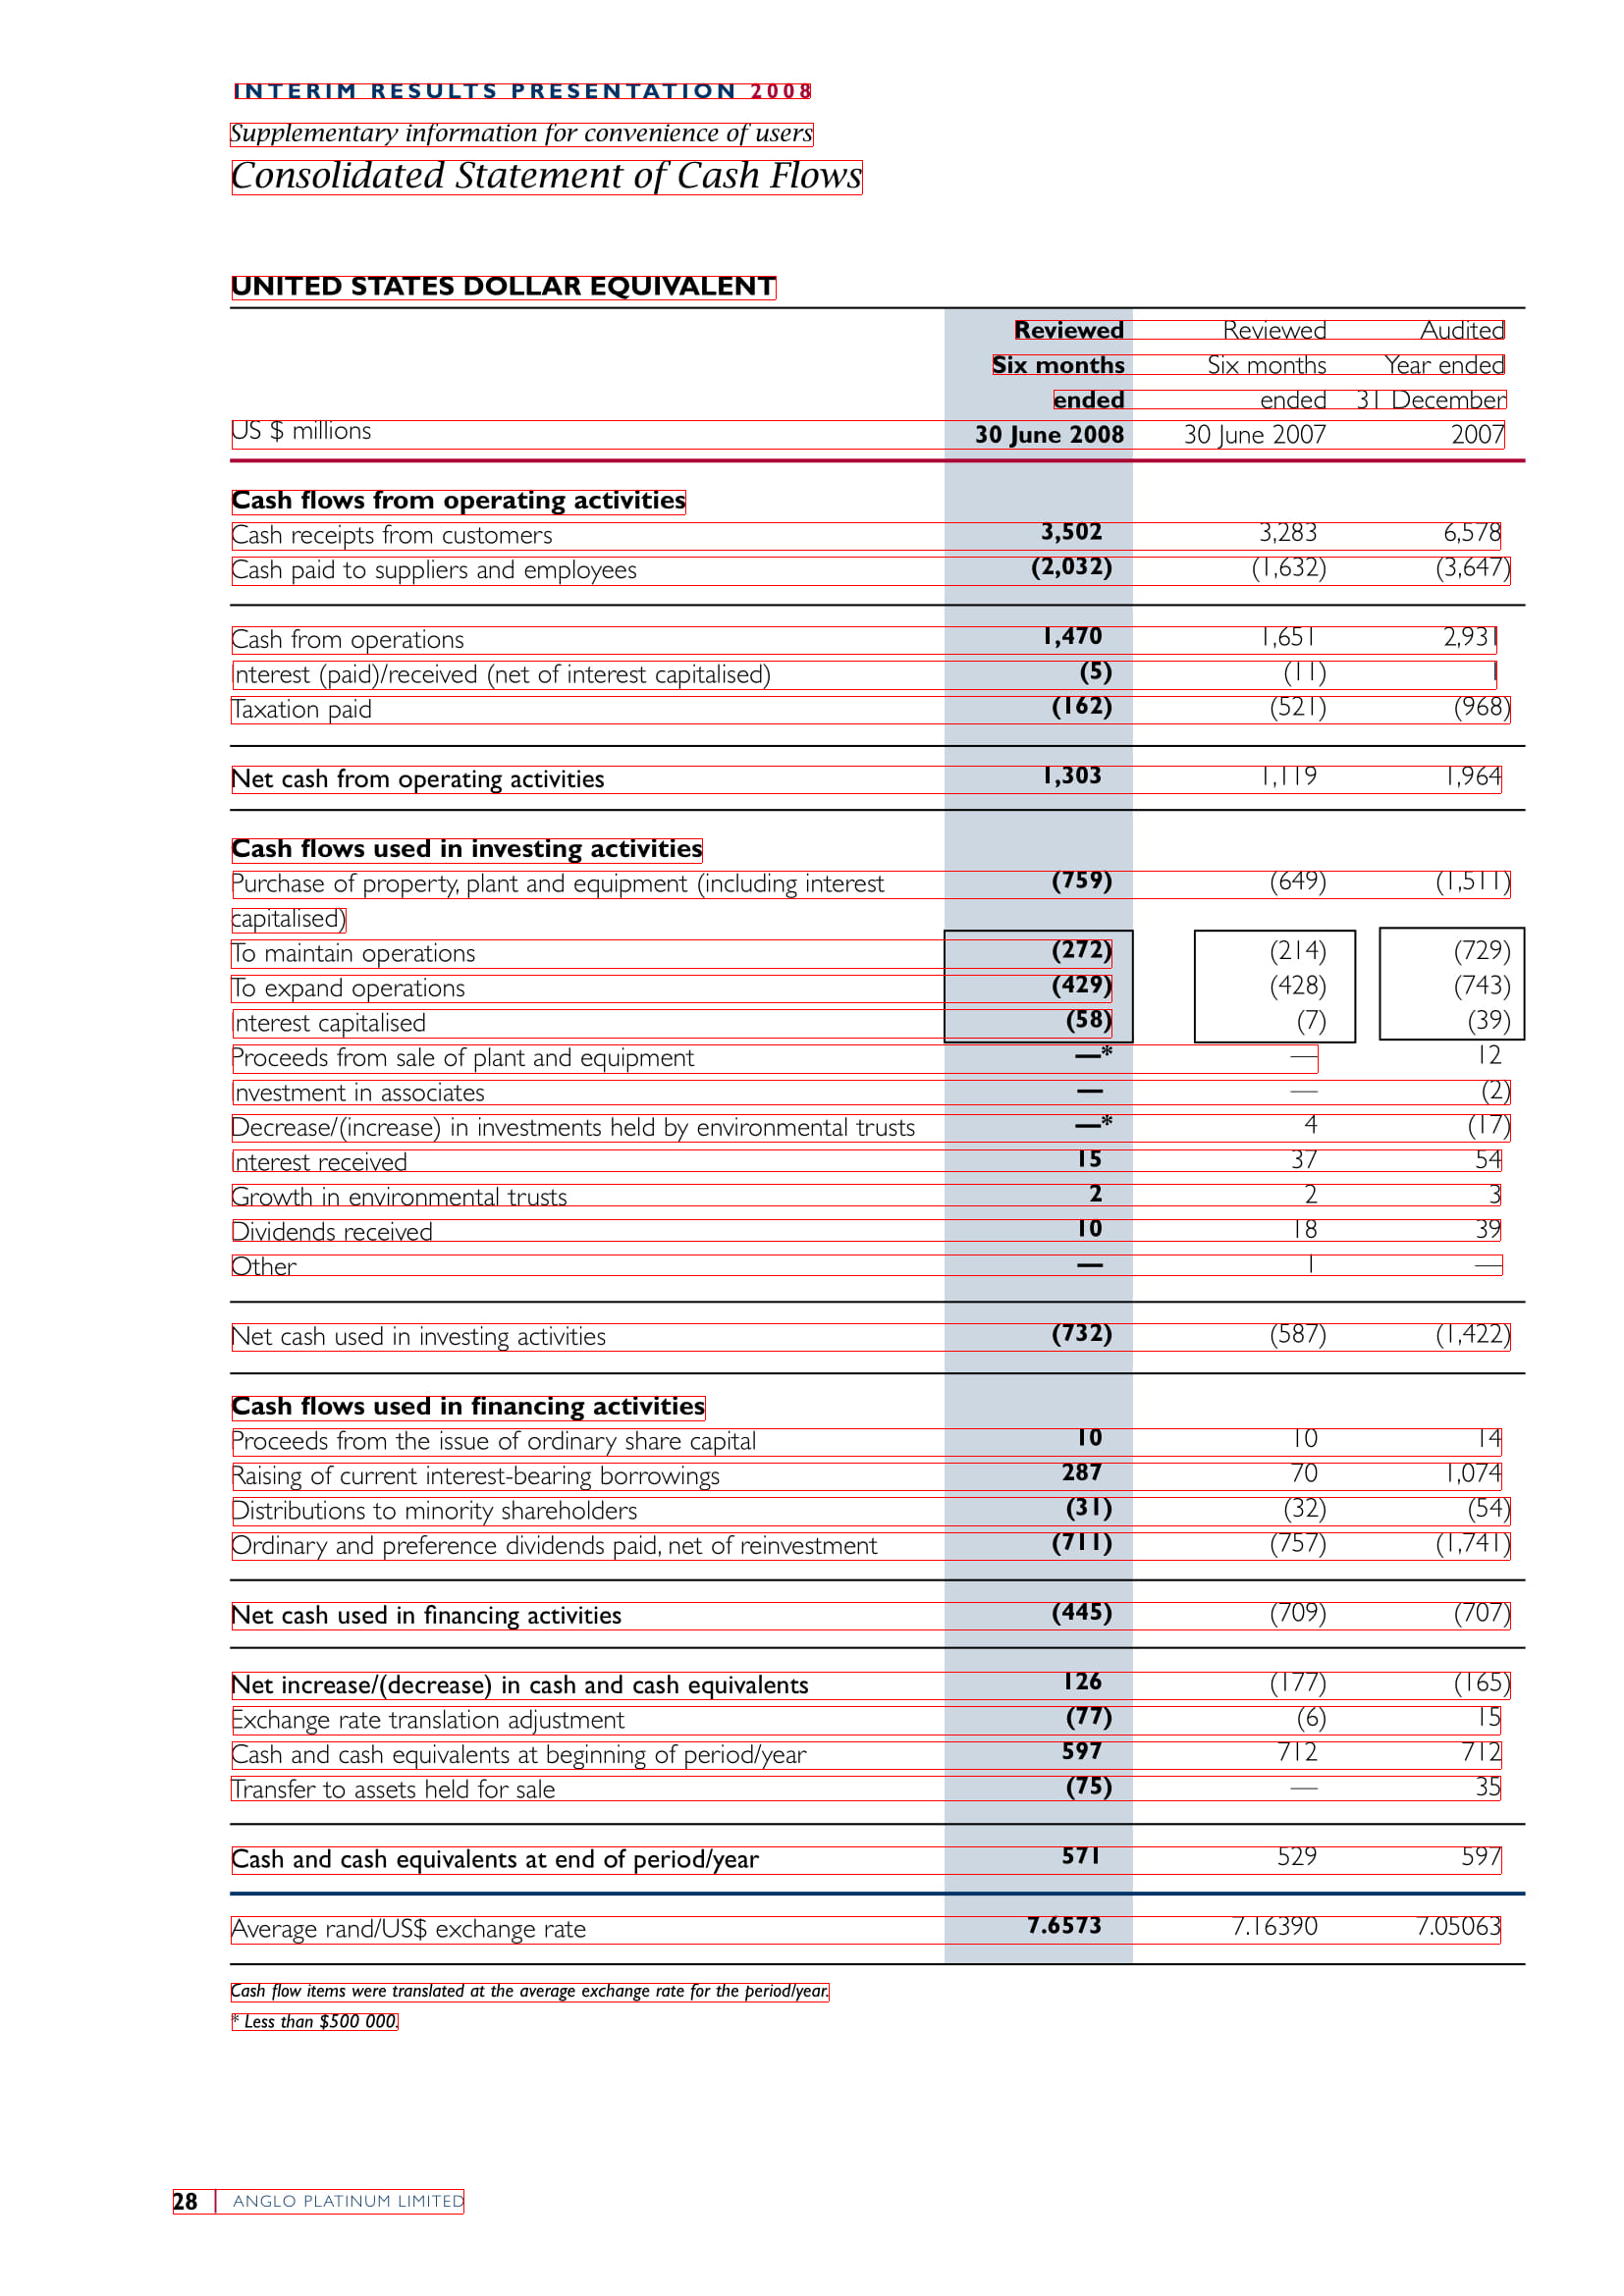 INTERIM RESULTS PRESENTATION 2008
Supplementary information for convenience of users
Consolidated Statement of Cash Flows
UNITED STATES DOLLAR EQUIVALENT
Reviewed Reviewed Audited
Six months Six months Year ended
ended ended 31 December
US $ millions 30 June 2008 30 June 2007 2007
Cash flows from operating activities
Cash receipts from customers 3,502 3,283 6,578
Cash paid to suppliers and employees (2,032) (1,632) (3,647)
Cash from operations 1,470 1,651 2,931
Interest (paid)/received (net of interest capitalised) (5) (11) 1
Taxation paid (162) (521) (968)
Net cash from operating activities 1,303 1,119 1,964
Cash flows used in investing activities
Purchase of property, plant and equipment (including interest (759) (649) (1,511)
capitalised)
To maintain operations (272) (214) (729)
To expand operations (429) (428) (743)
Interest capitalised (58) (7) (39)
Proceeds from sale of plant and equipment —* — 12
Investment in associates — — (2)
Decrease/(increase) in investments held by environmental trusts —* 4 (17)
Interest received 15 37 54
Growth in environmental trusts 2 2 3
Dividends received 10 18 39
Other — 1 —
Net cash used in investing activities (732) (587) (1,422)
Cash flows used in financing activities
Proceeds from the issue of ordinary share capital 10 10 14
Raising of current interest-bearing borrowings 287 70 1,074
Distributions to minority shareholders (31) (32) (54)
Ordinary and preference dividends paid, net of reinvestment (711) (757) (1,741)
Net cash used in financing activities (445) (709) (707)
Net increase/(decrease) in cash and cash equivalents 126 (177) (165)
Exchange rate translation adjustment (77) (6) 15
Cash and cash equivalents at beginning of period/year 597 712 712
Transfer to assets held for sale (75) — 35
Cash and cash equivalents at end of period/year 571 529 597
Average rand/US$ exchange rate 7.6573 7.16390 7.05063
Cash flow items were translated at the average exchange rate for the period/year.
* Less than $500 000.
28 ANGLO PLATINUM LIMITED